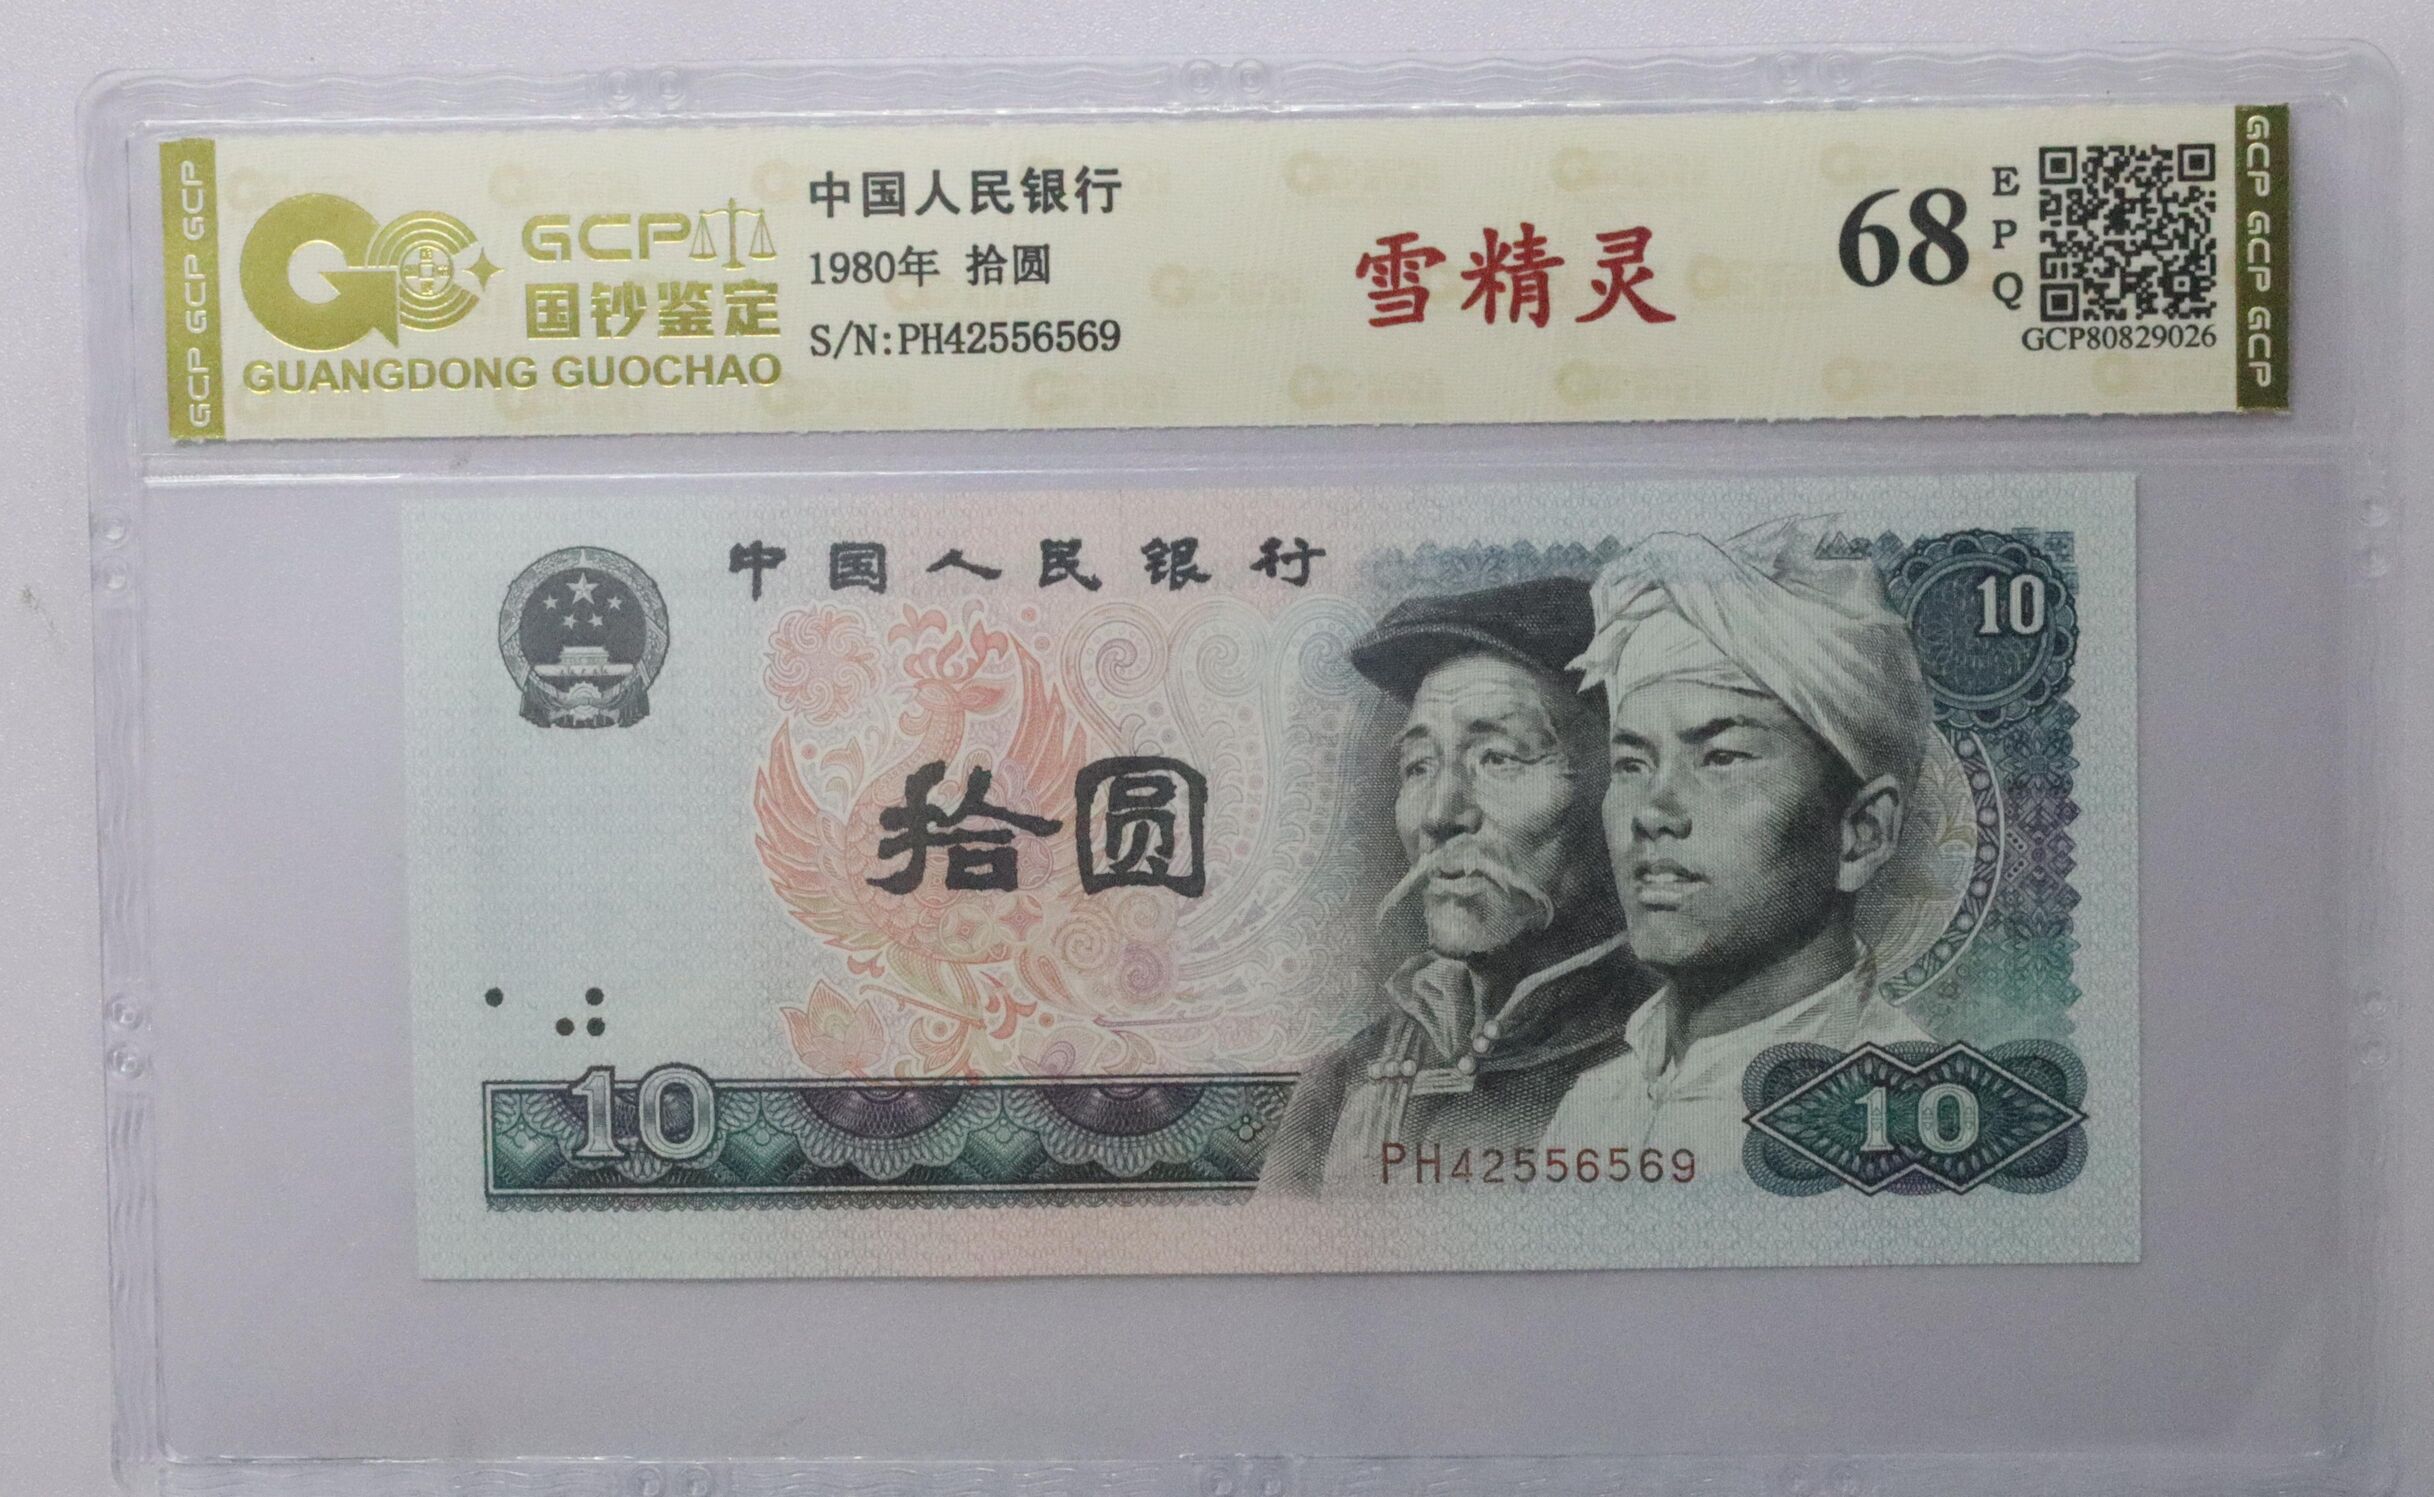 GCP GCP GCP
GCP
国钞鉴定
GUANGDONG GUOCHAO
中国人民银行
1980年 拾圆
S/N:PH42556569
雪精灵
68
EPQ
GCP80829026
GCP GCP GCP
中国人民银行
10
拾圆
10
PH42556569
10